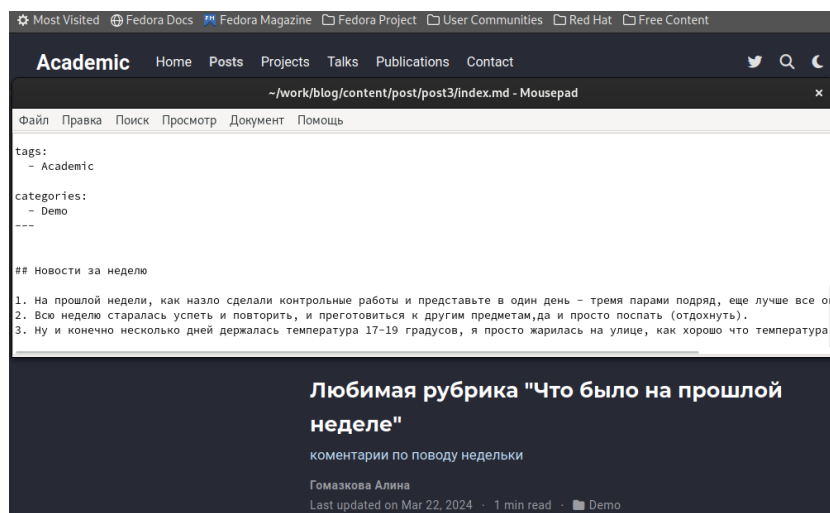 Most Visited Fedora Docs Fedora Magazine Fedora Project User Communities Red Hat Free Content
Academic Home Posts Projects Talks Publications Contact
~/work/blog/content/post/post3/index.md - Mousepad ×
Файл Правка Поиск Просмотр Документ Помощь
tags:
- Academic
categories:
- Demo
---
## Новости за неделю
1. На прошлой недели, как назло сделали контрольные работы и представьте в один день - тремя парами подряд, еще лучше все
2. Всю неделю старалась успеть и повторить, и преготовиться к другим предметам,да и просто поспать (отдохнуть).
3. Ну и конечно несколько дней держалась температура 17-19 градусов, я просто жарилась на улице, как хорошо что температура
Любимая рубрика "Что было на прошлой
неделе"
коментарии по поводу недельки
Гомазкова Алина
Last updated on Mar 22, 2024 · 1 min read · Demo